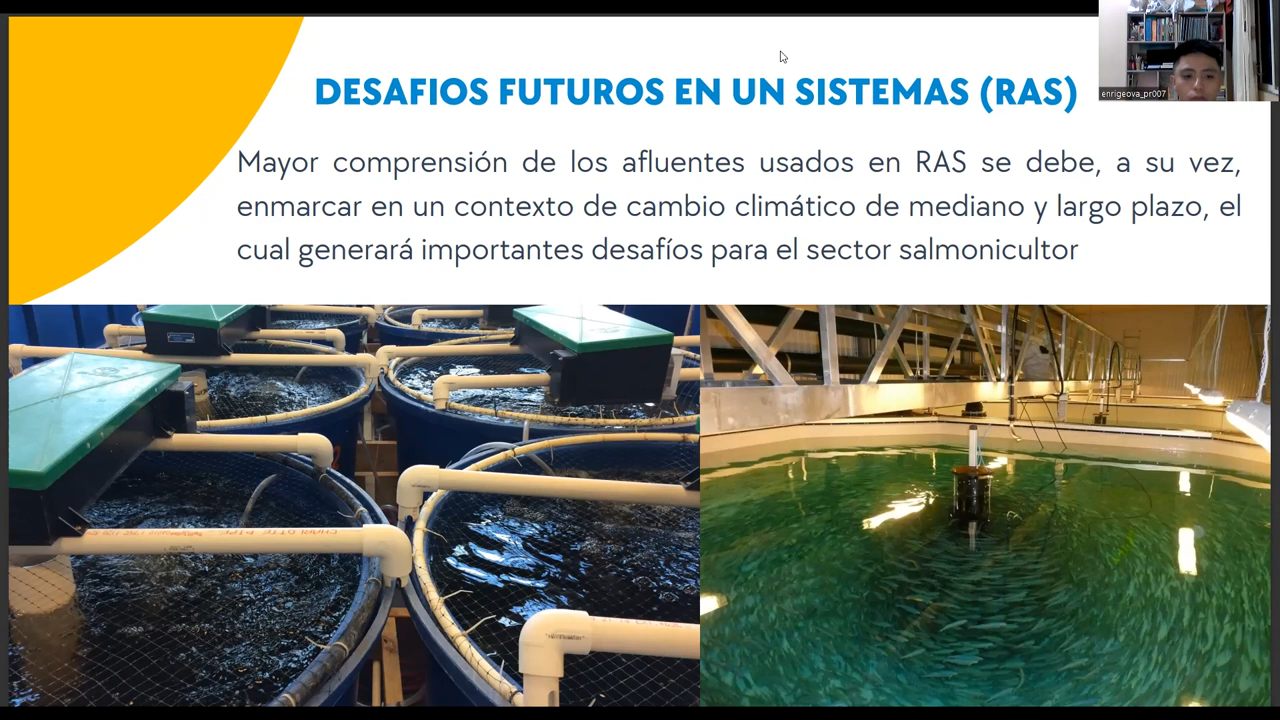 DESAFIOS FUTUROS EN UN SISTEMAS (RAS)
enrigeova_pr007
Mayor comprensión de los afluentes usados en RAS se debe, a su vez,
enmarcar en un contexto de cambio climático de mediano y largo plazo, el
cual generará importantes desafíos para el sector salmonicultor